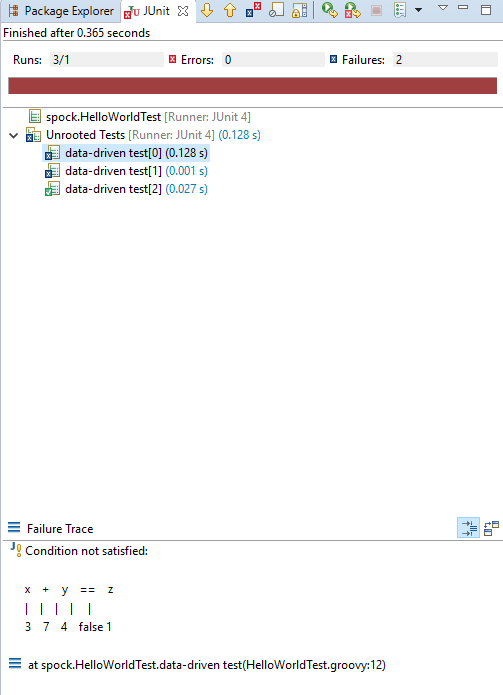 Package Explorer JUnit
Finished after 0.365 seconds
Runs: 3/1 Errors: 0 Failures: 2
spock.HelloWorldTest [Runner: JUnit 4]
Unrooted Tests [Runner: JUnit 4] (0.128 s)
data-driven test[0] (0.128 s)
data-driven test[1] (0.001 s)
data-driven test[2] (0.027 s)
Failure Trace
Condition not satisfied:
x + y == z
| | | | |
3 7 4 false 1
at spock.HelloWorldTest.data-driven test(HelloWorldTest.groovy:12)